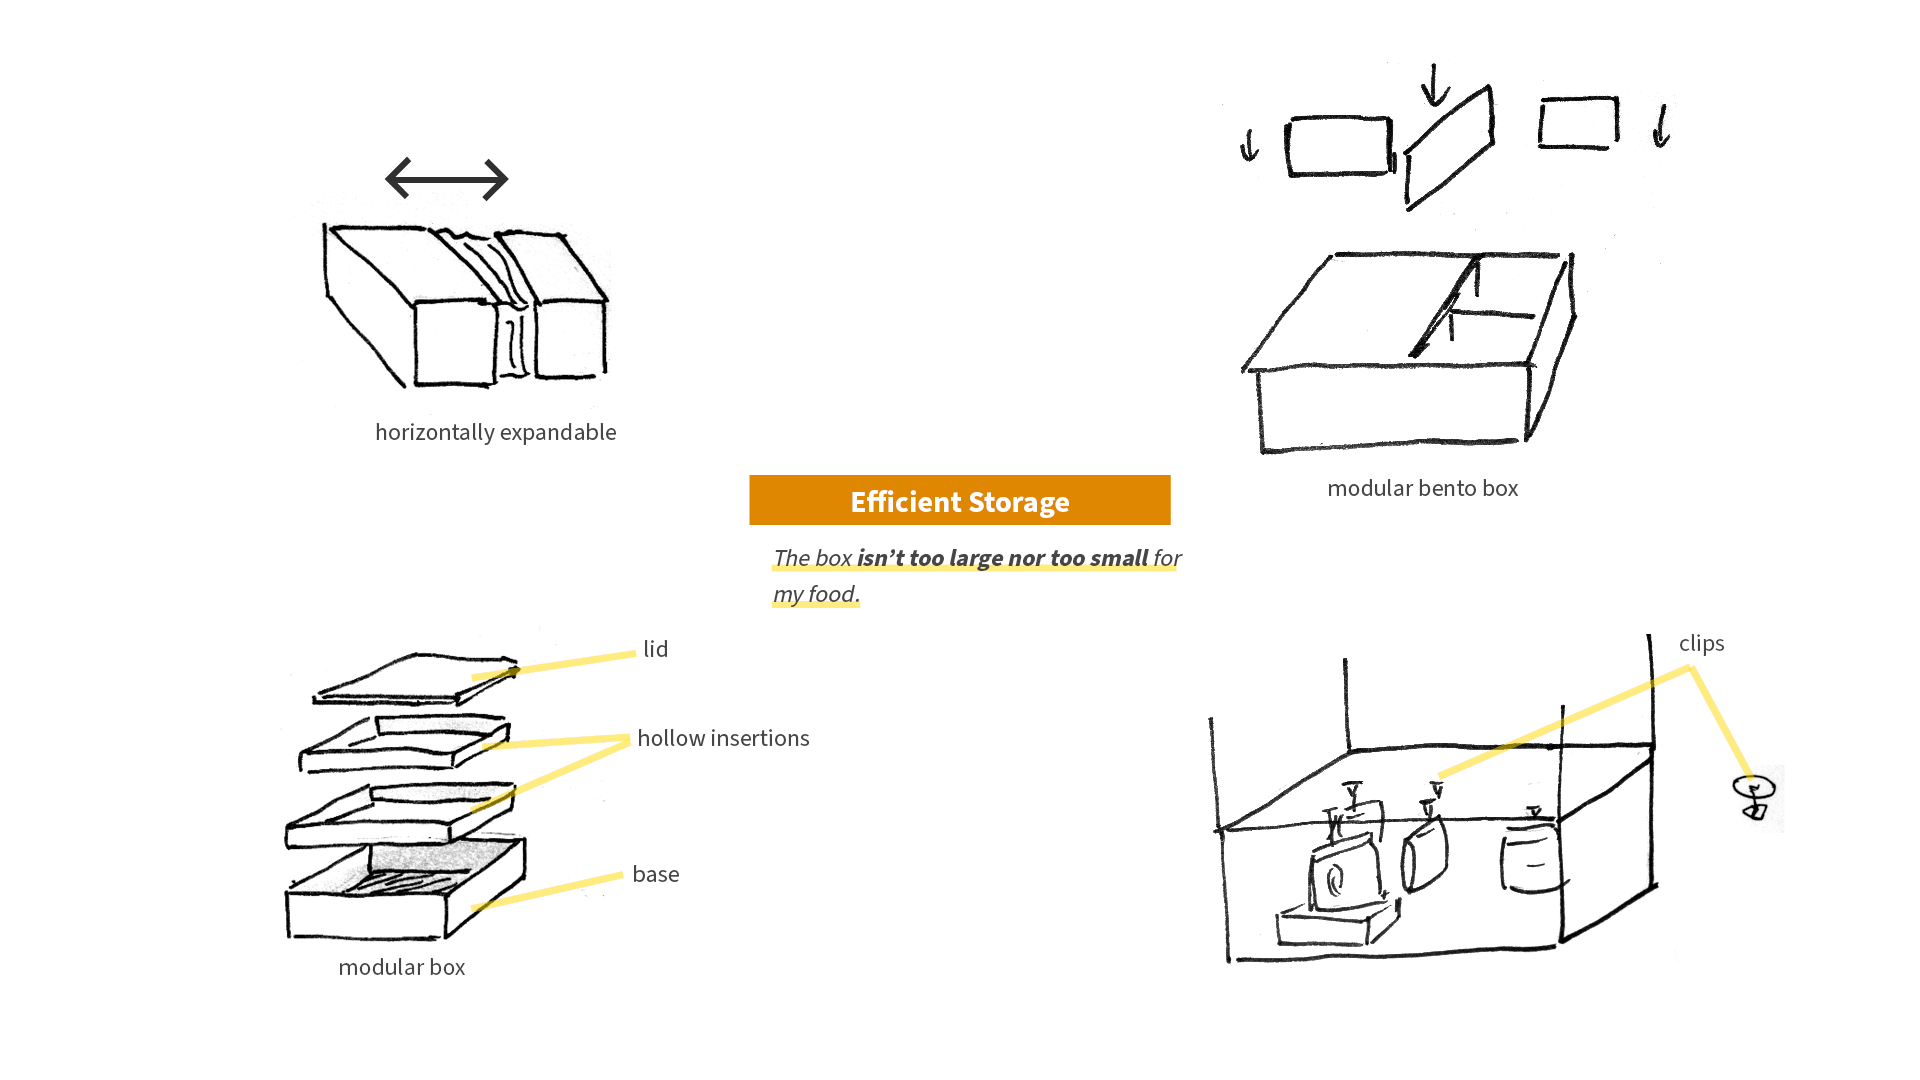 horizontally expandable
modular bento box
Efficient Storage
The box isn’t too large nor too small for
my food.
lid
hollow insertions
base
modular box
clips